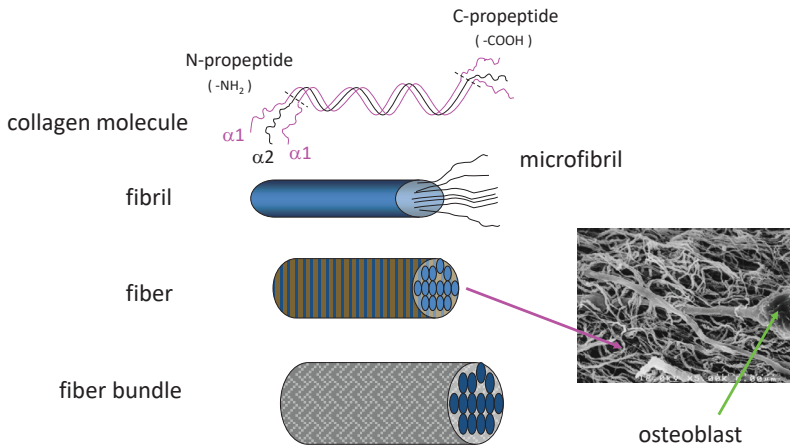 C-propeptide
( -COOH )
N-propeptide
( -NH2 )
collagen molecule
α1
α2
α1
microfibril
fibril
fiber
fiber bundle
osteoblast